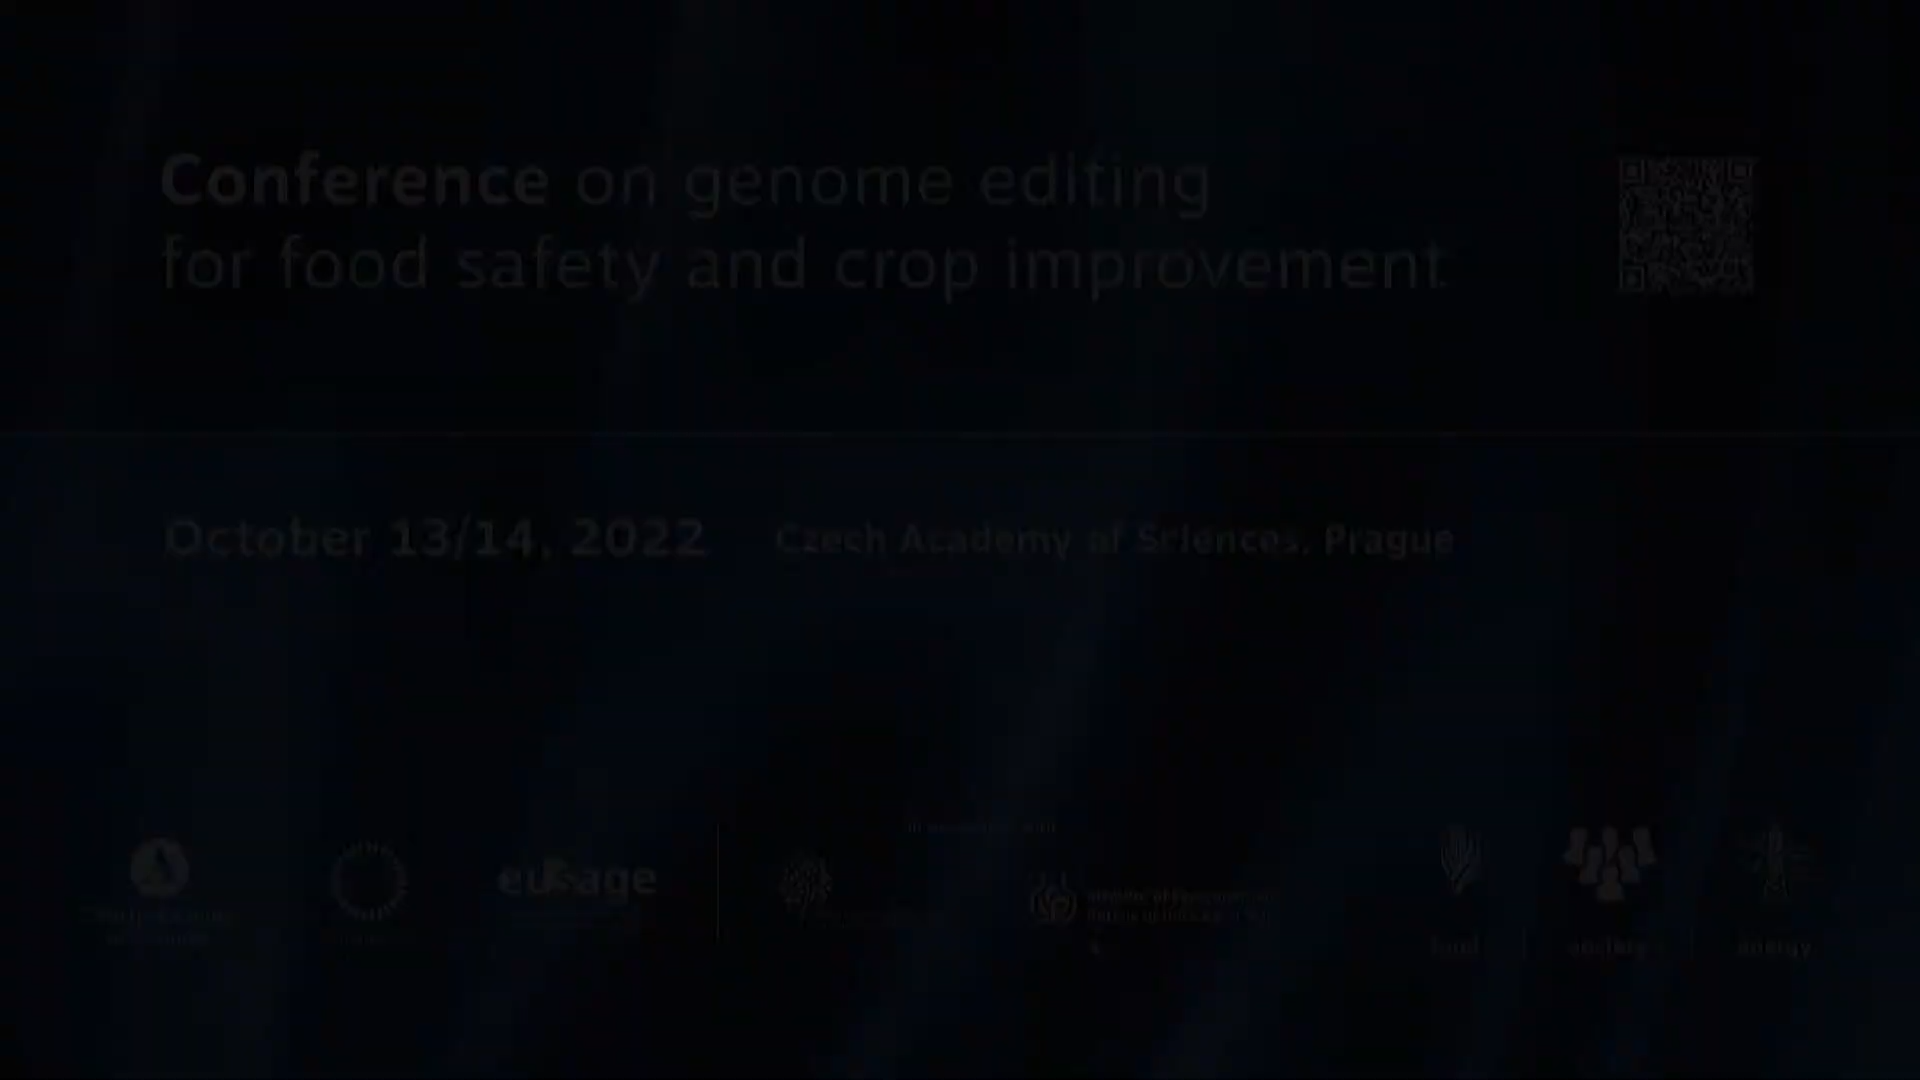 Conference on genome editing
for food safety and crop improvement
October 13/14, 2022
Czech Academy of Sciences, Prague
eusage
food
society
energy